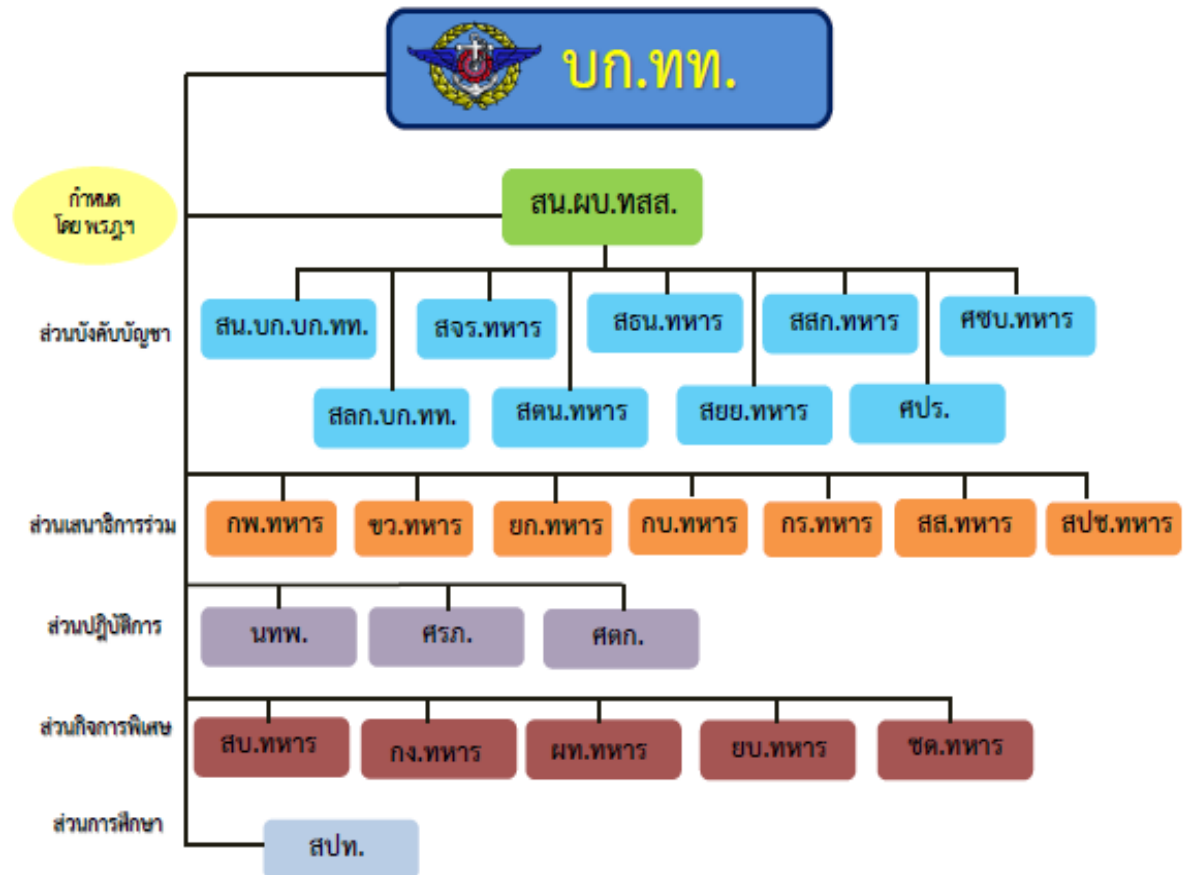 บก.ทท.
กำหนด
โดย พ.ร.ฎ.ฯ
สน.ผบ.ทสส.
ส่วนบังคับบัญชา
สน.บก.บก.ทท.
สจร.ทหาร
สธน.ทหาร
สสก.ทหาร
ศซบ.ทหาร
สลก.บก.ทท.
สตน.ทหาร
สยย.ทหาร
ศปร.
ส่วนเสนาธิการร่วม
กพ.ทหาร
ขว.ทหาร
ยก.ทหาร
กบ.ทหาร
กร.ทหาร
สส.ทหาร
สปช.ทหาร
ส่วนปฏิบัติการ
นทพ.
ศรภ.
ศตก.
ส่วนกิจการพิเศษ
สบ.ทหาร
กง.ทหาร
ผท.ทหาร
ยบ.ทหาร
ชด.ทหาร
ส่วนการศึกษา
สปท.